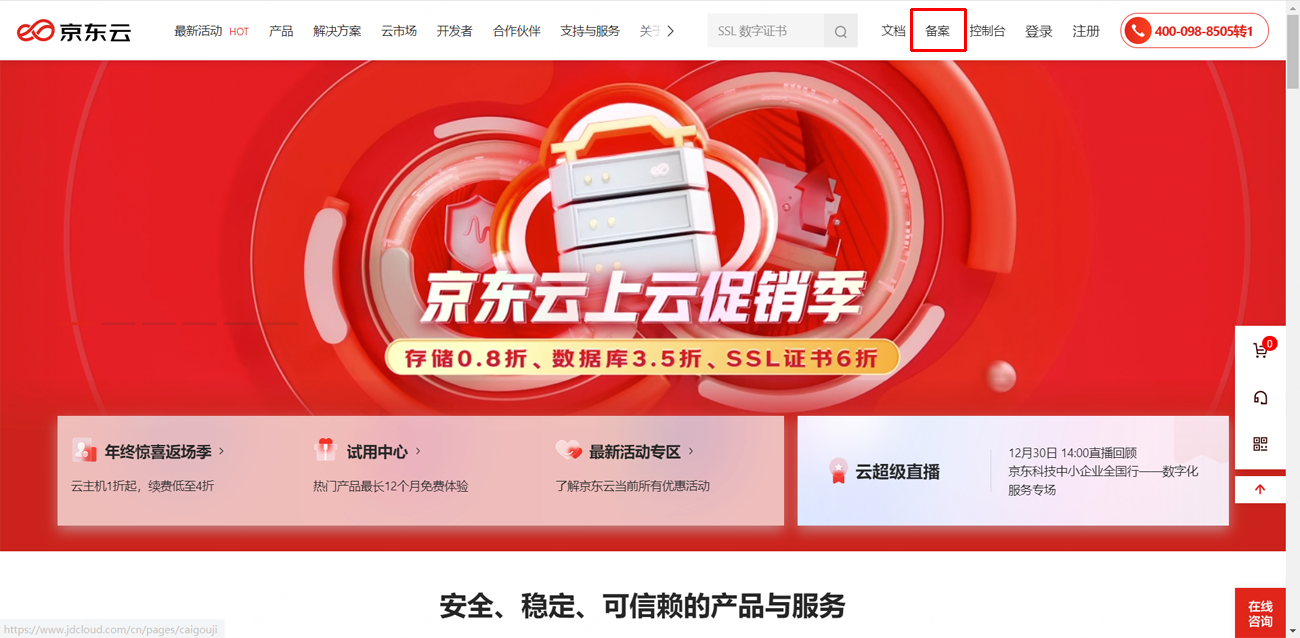 京东云
最新活动 HOT 产品 解决方案 云市场 开发者 合作伙伴 支持与服务 关于
SSL 数字证书
文档 备案 控制台 登录 注册 400-098-8505转1
京东云上云促销季
存储0.8折、数据库3.5折、SSL证书6折
0
年终惊喜返场季
云主机1折起，续费低至4折
试用中心
热门产品最长12个月免费体验
最新活动专区
了解京东云当前所有优惠活动
云超级直播
12月30日 14:00直播回顾
京东科技中小企业全国行——数字化
服务专场
安全、稳定、可信赖的产品与服务
在线
咨询
https://www.jdcloud.com/cn/pages/caigouji